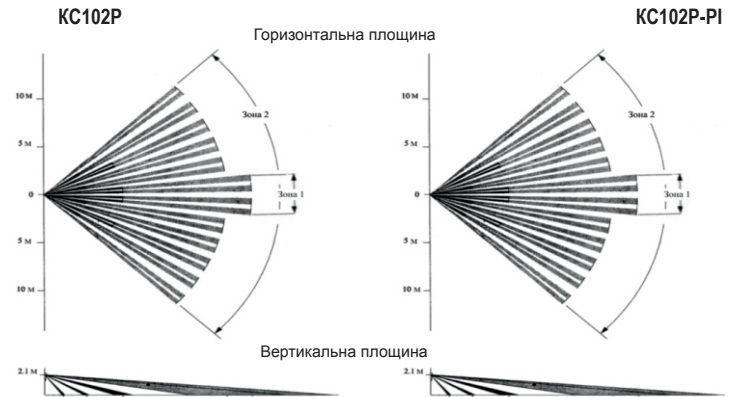 КС102Р
КС102Р-PI
Горизонтальна площина
10 М
5 М
0
5 М
10 М
Зона 2
Зона 1
10 М
5 М
0
5 М
10 М
Зона 2
Зона 1
Вертикальна площина
2.1 М
2.1 М